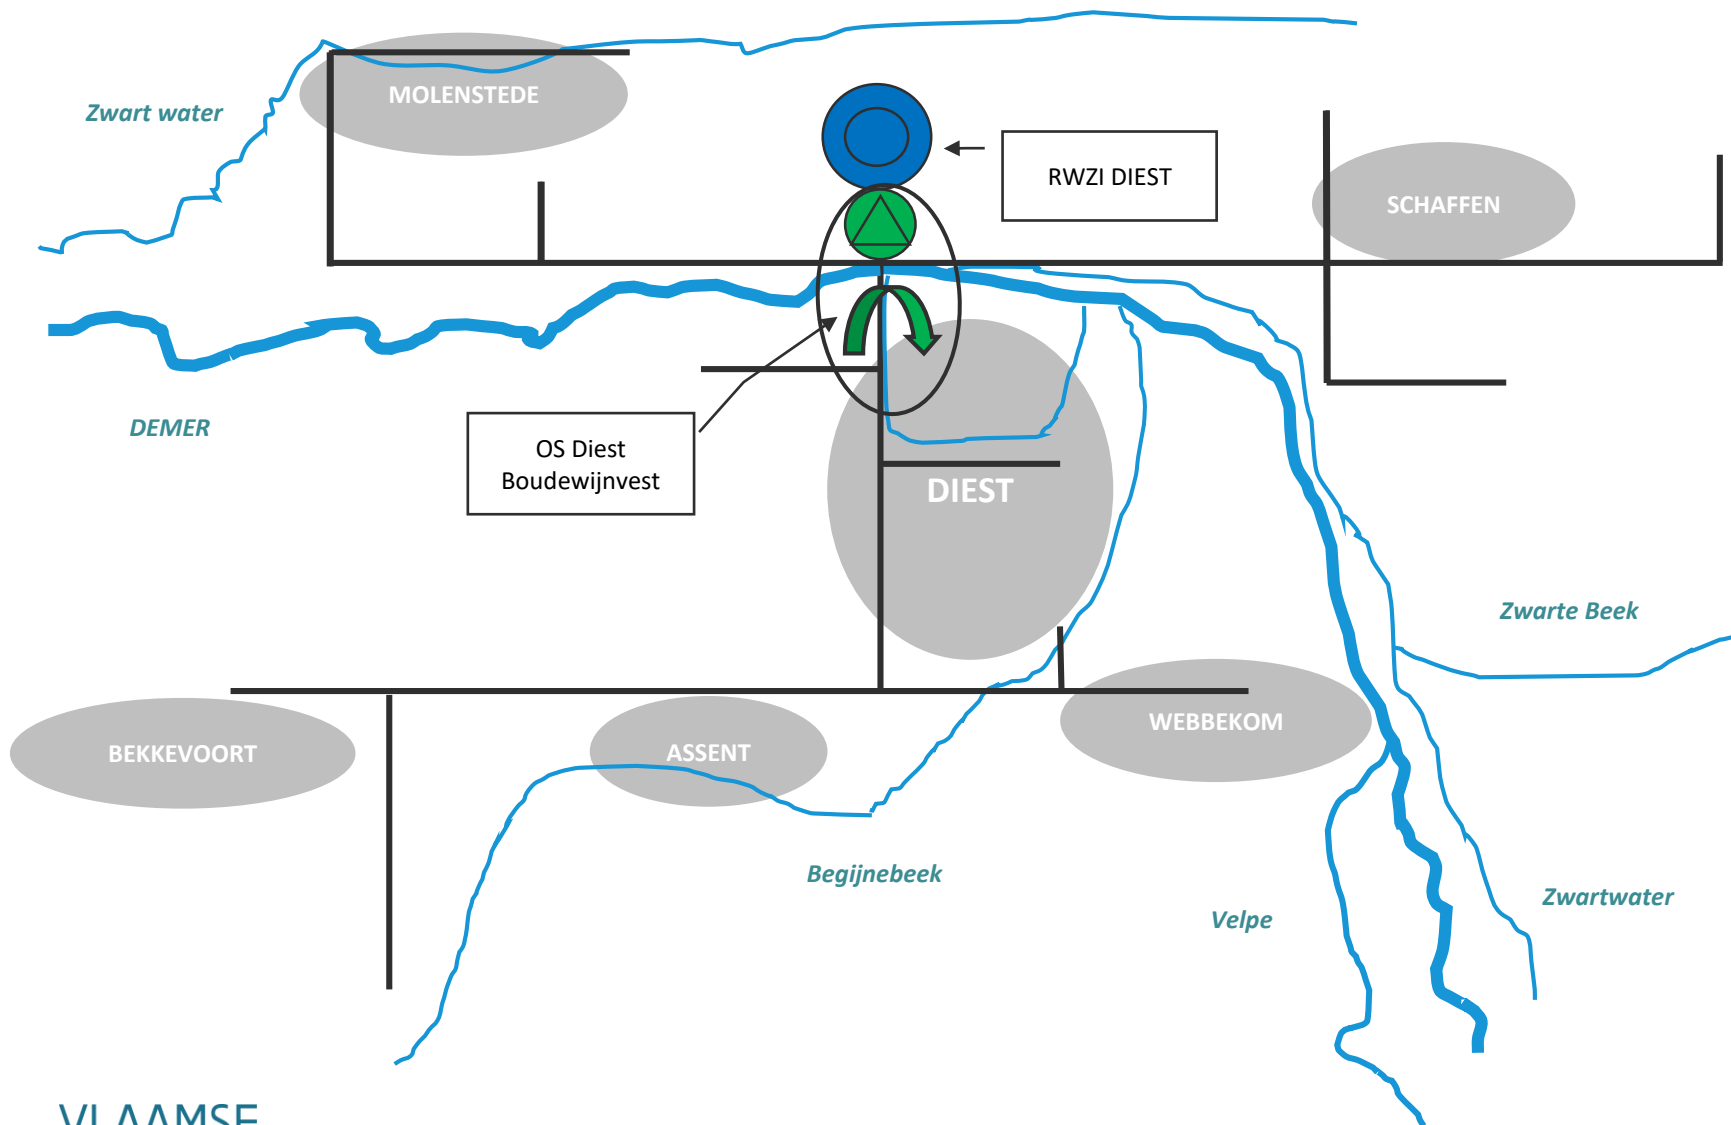 MOLENSTEDE
Zwart water
RWZI DIEST
SCHAFFEN
DEMER
OS Diest
Boudewijnvest
DIEST
Zwarte Beek
WEBBEKOM
BEKKEVOORT
ASSENT
Begijnebeek
Zwartwater
Velpe
VLAAMSE